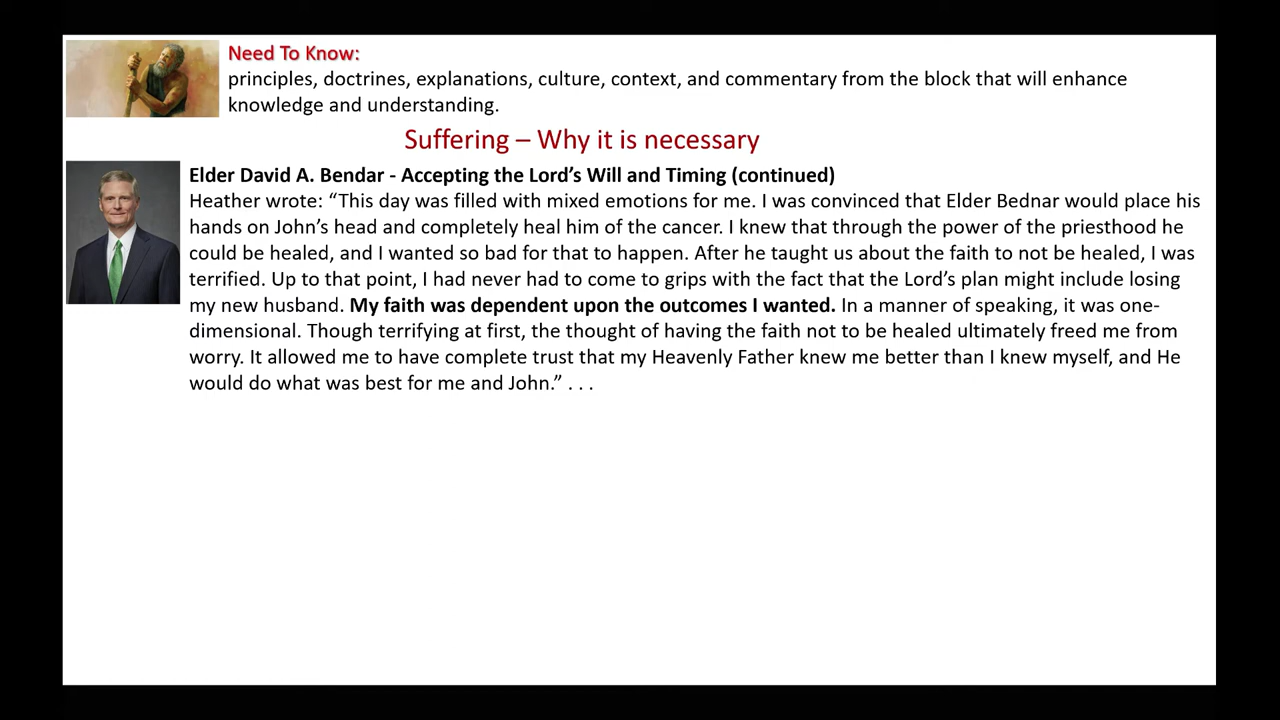 Need To Know:
principles, doctrines, explanations, culture, context, and commentary from the block that will enhance
knowledge and understanding.
Suffering – Why it is necessary
Elder David A. Bendar - Accepting the Lord’s Will and Timing (continued)
Heather wrote: “This day was filled with mixed emotions for me. I was convinced that Elder Bednar would place his
hands on John’s head and completely heal him of the cancer. I knew that through the power of the priesthood he
could be healed, and I wanted so bad for that to happen. After he taught us about the faith to not be healed, I was
terrified. Up to that point, I had never had to come to grips with the fact that the Lord’s plan might include losing
my new husband. My faith was dependent upon the outcomes I wanted. In a manner of speaking, it was one-
dimensional. Though terrifying at first, the thought of having the faith not to be healed ultimately freed me from
worry. It allowed me to have complete trust that my Heavenly Father knew me better than I knew myself, and He
would do what was best for me and John.” . . .